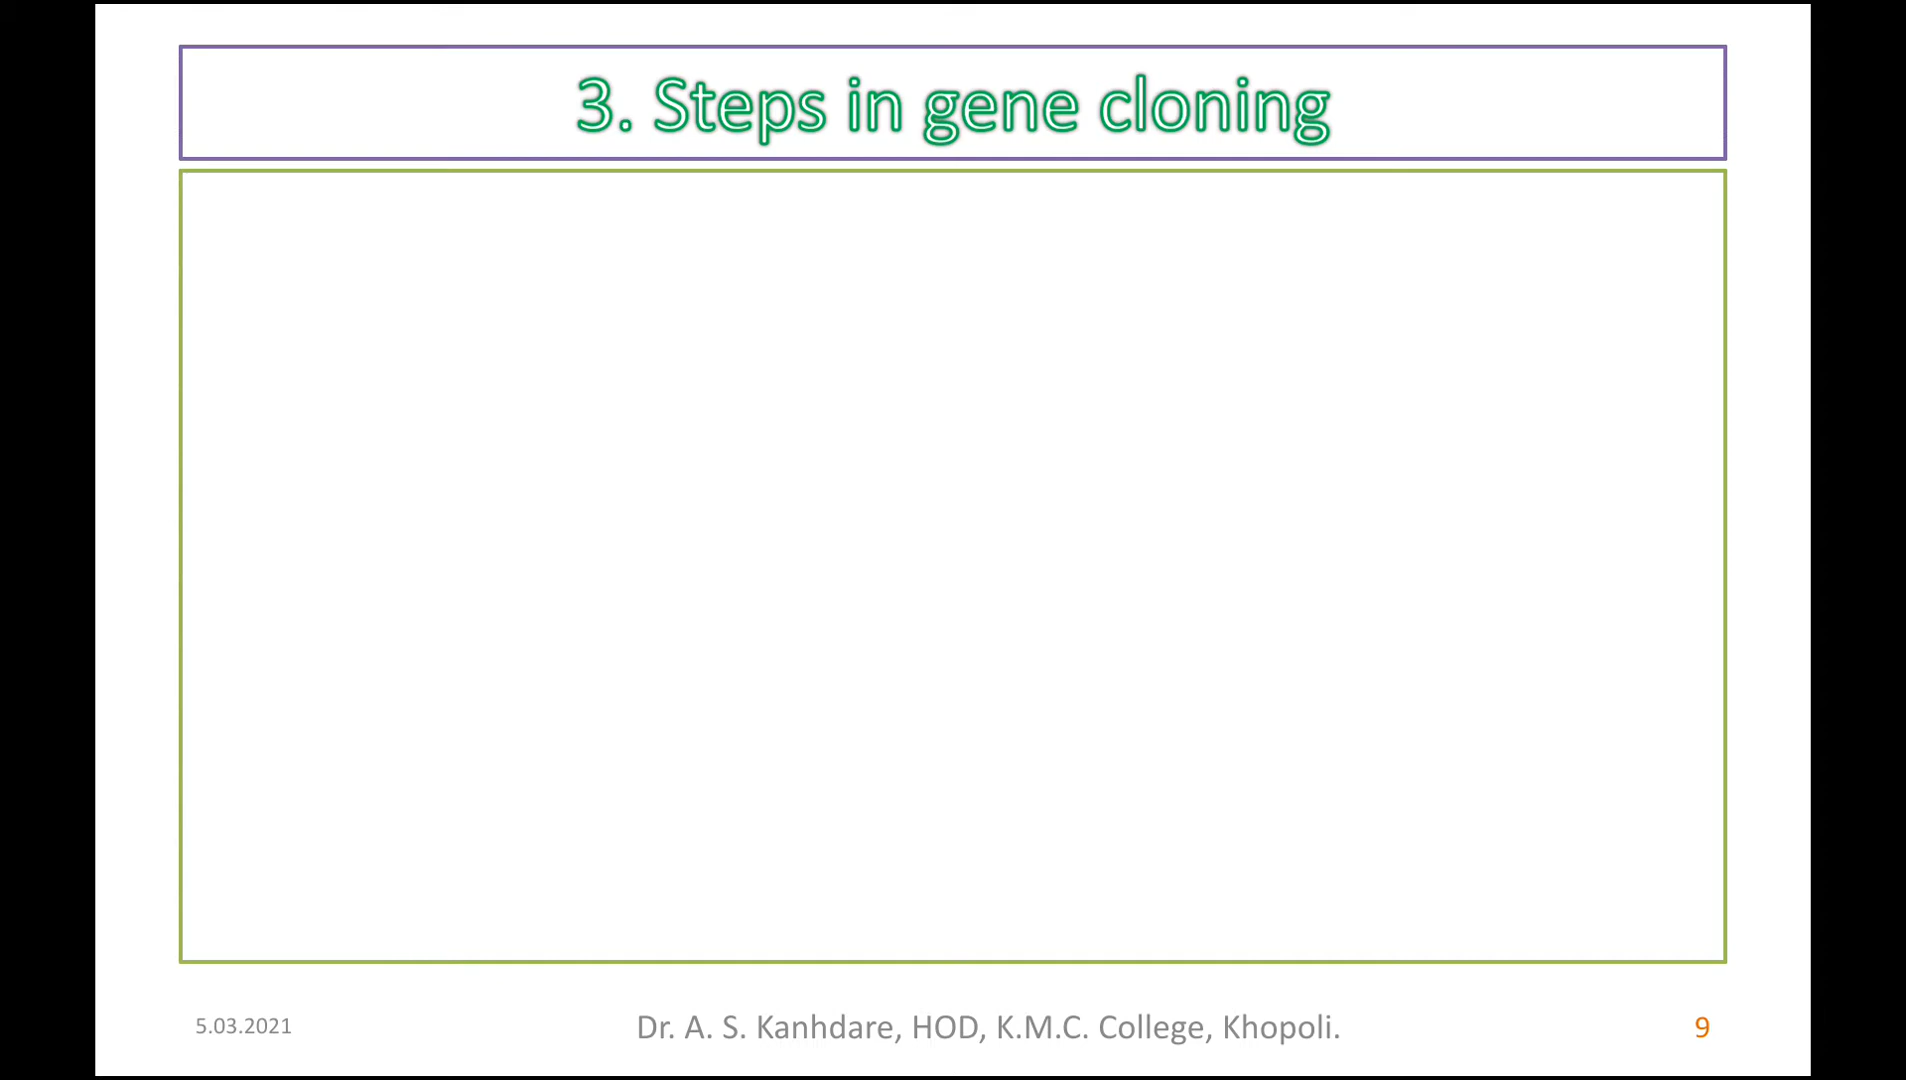 3. Steps in gene cloning
5.03.2021
Dr. A. S. Kanhdare, HOD, K.M.C. College, Khopoli.
9